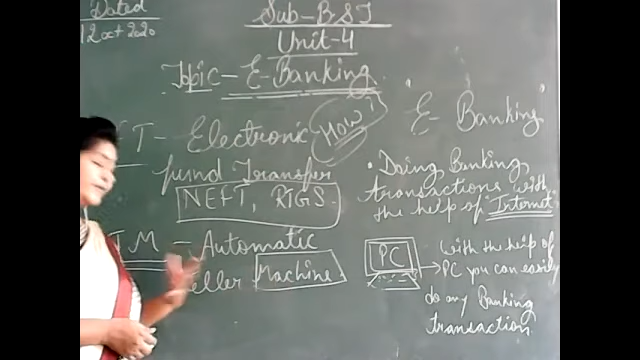 Dated
12 Oct 2020
Sub-BST
Unit-4
Topic - E-Banking
T- Electronic
Fund Transfer
NEFT, RTGS
HOW?
TM - Automatic
eller Machine
"E-Banking"
• Doing Banking
transactions with
the help of "Internet"
PC
With the help of
PC you can easily
do any Banking
Transaction